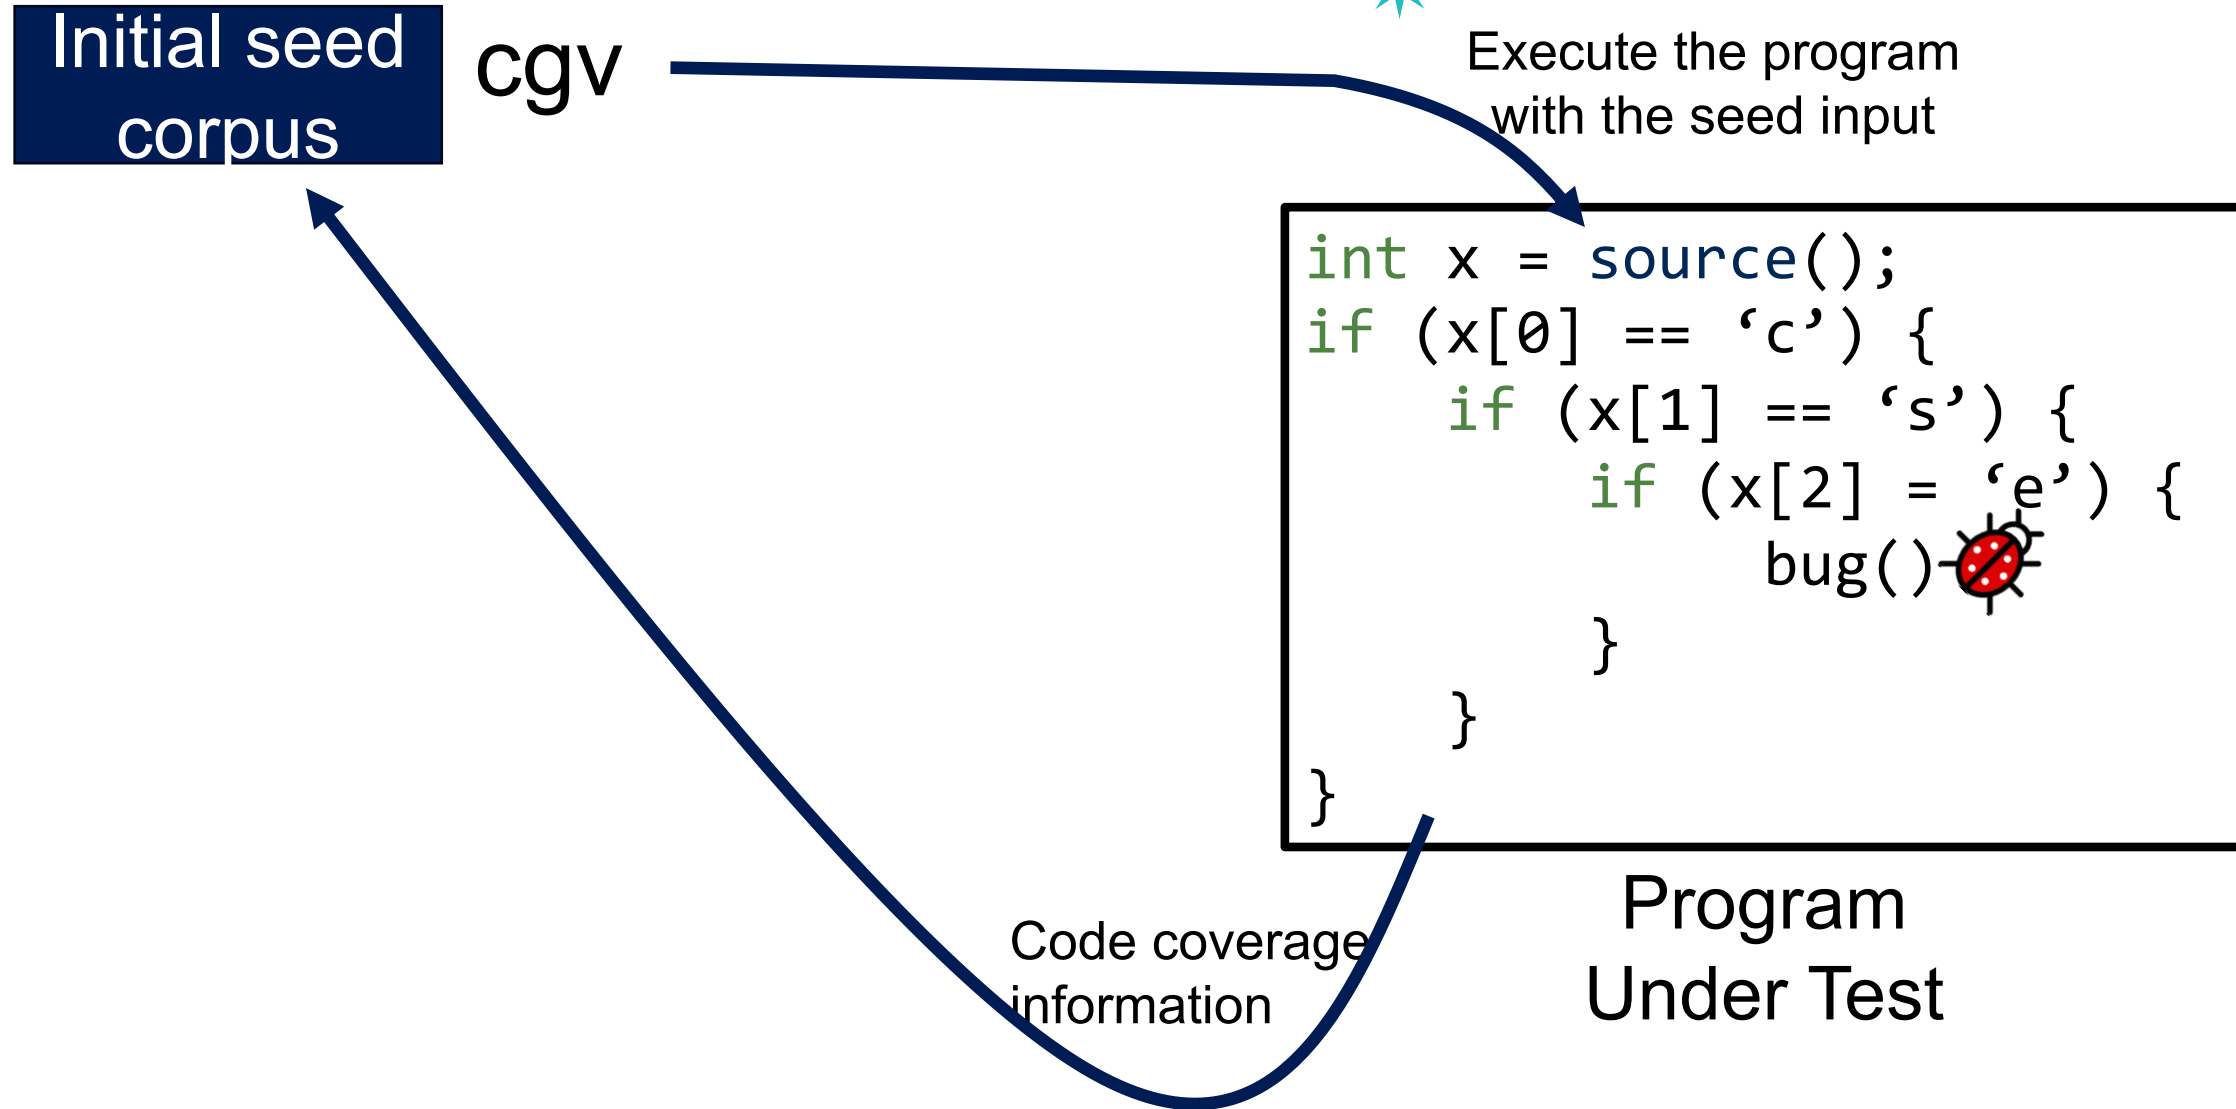 Initial seed
corpus
cgv
Execute the program
with the seed input
int x = source();
if (x[0] == ‘c’) {
if (x[1] == ‘s’) {
if (x[2] = ‘e’) {
bug()
}
}
}
Code coverage
information
Program
Under Test